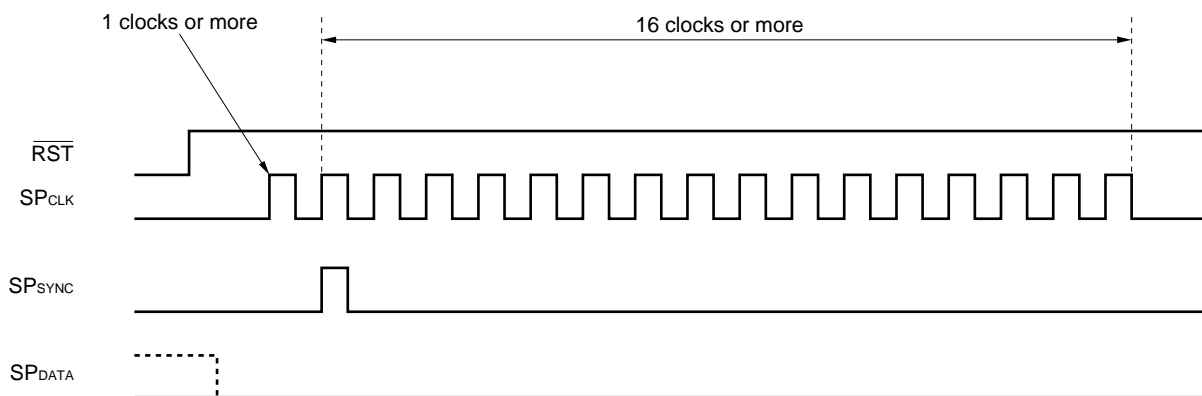 1 clocks or more
16 clocks or more
RST
SPCLK
SPSYNC
SPDATA